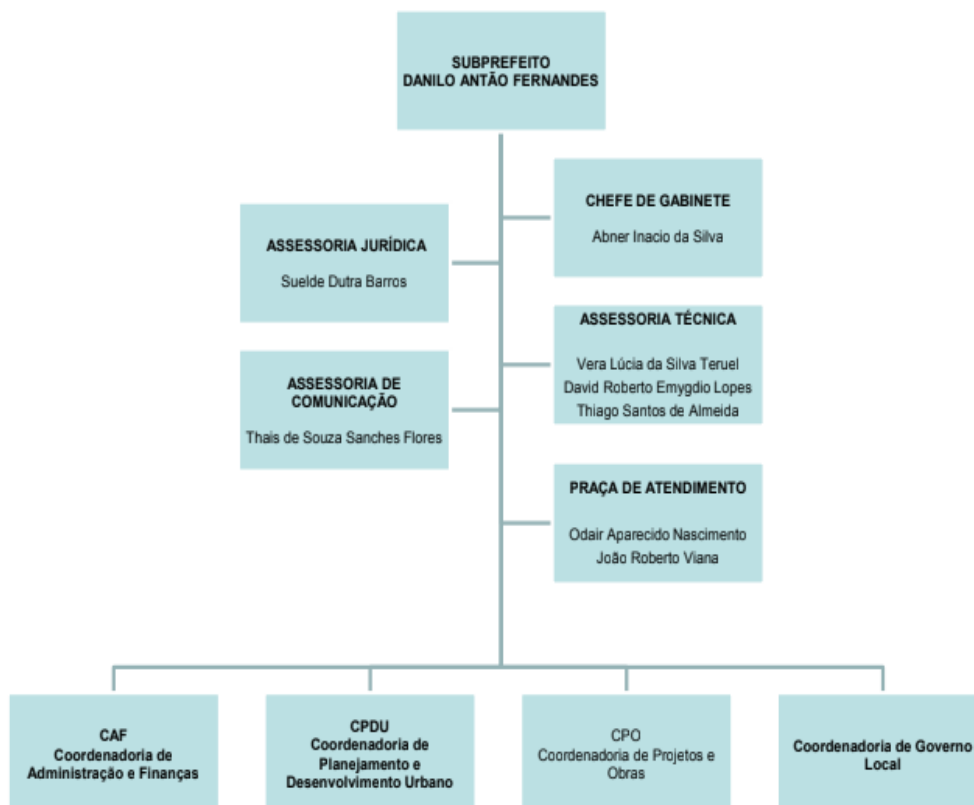 SUBPREFEITO
DANILO ANTÃO FERNANDES
CHEFE DE GABINETE
Abner Inacio da Silva
ASSESSORIA JURÍDICA
Suelde Dutra Barros
ASSESSORIA TÉCNICA
Vera Lúcia da Silva Teruel
David Roberto Emygdio Lopes
Thiago Santos de Almeida
ASSESSORIA DE
COMUNICAÇÃO
Thais de Souza Sanches Flores
PRAÇA DE ATENDIMENTO
Odair Aparecido Nascimento
João Roberto Viana
CAF
Coordenadoria de
Administração e Finanças
CPDU
Coordenadoria de
Planejamento e
Desenvolvimento Urbano
CPO
Coordenadoria de Projetos e
Obras
Coordenadoria de Governo
Local